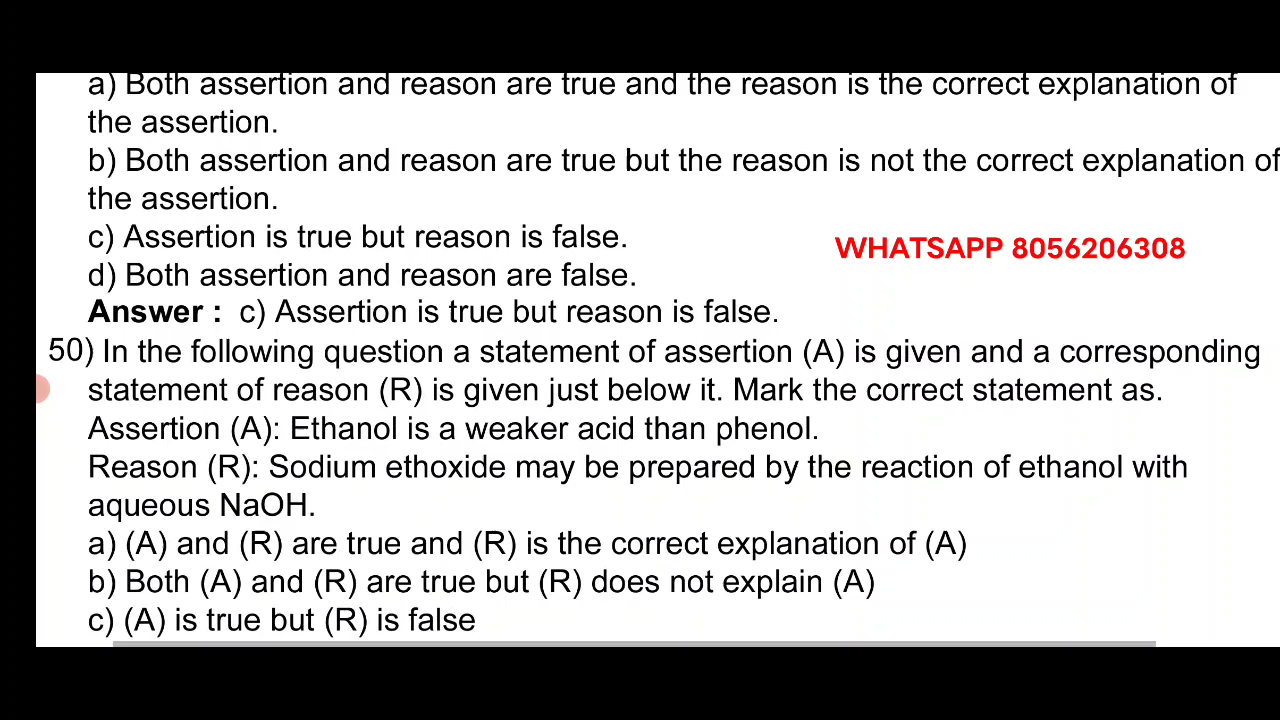 a) Both assertion and reason are true and the reason is the correct explanation of
the assertion.
b) Both assertion and reason are true but the reason is not the correct explanation of
the assertion.
c) Assertion is true but reason is false.
WHATSAPP 8056206308
d) Both assertion and reason are false.
Answer : c) Assertion is true but reason is false.
50) In the following question a statement of assertion (A) is given and a corresponding
statement of reason (R) is given just below it. Mark the correct statement as.
Assertion (A): Ethanol is a weaker acid than phenol.
Reason (R): Sodium ethoxide may be prepared by the reaction of ethanol with
aqueous NaOH.
a) (A) and (R) are true and (R) is the correct explanation of (A)
b) Both (A) and (R) are true but (R) does not explain (A)
c) (A) is true but (R) is false